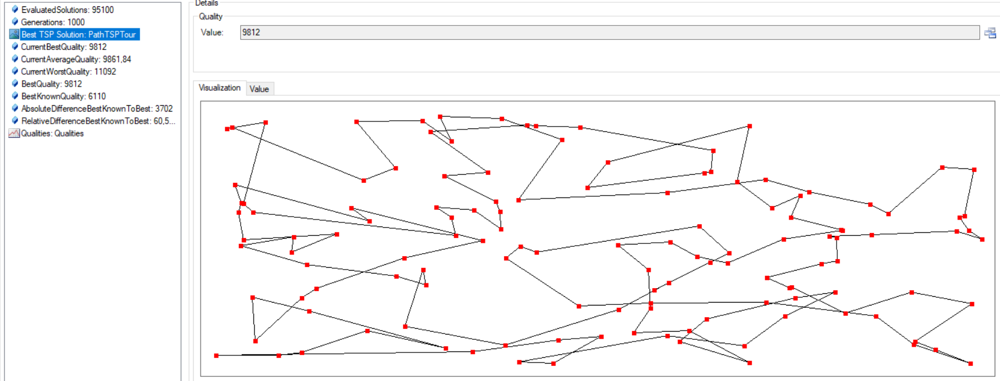 EvaluatedSolutions: 95100
Generations: 1000
Best TSP Solution: PathTSPTour
CurrentBestQuality: 9812
CurrentAverageQuality: 9861,84
CurrentWorstQuality: 11092
BestQuality: 9812
BestKnownQuality: 6110
AbsoluteDifferenceBestKnownToBest: 3702
RelativeDifferenceBestKnownToBest: 60,5...
Qualities: Qualities
Details
Quality
Value: 9812
Visualization Value